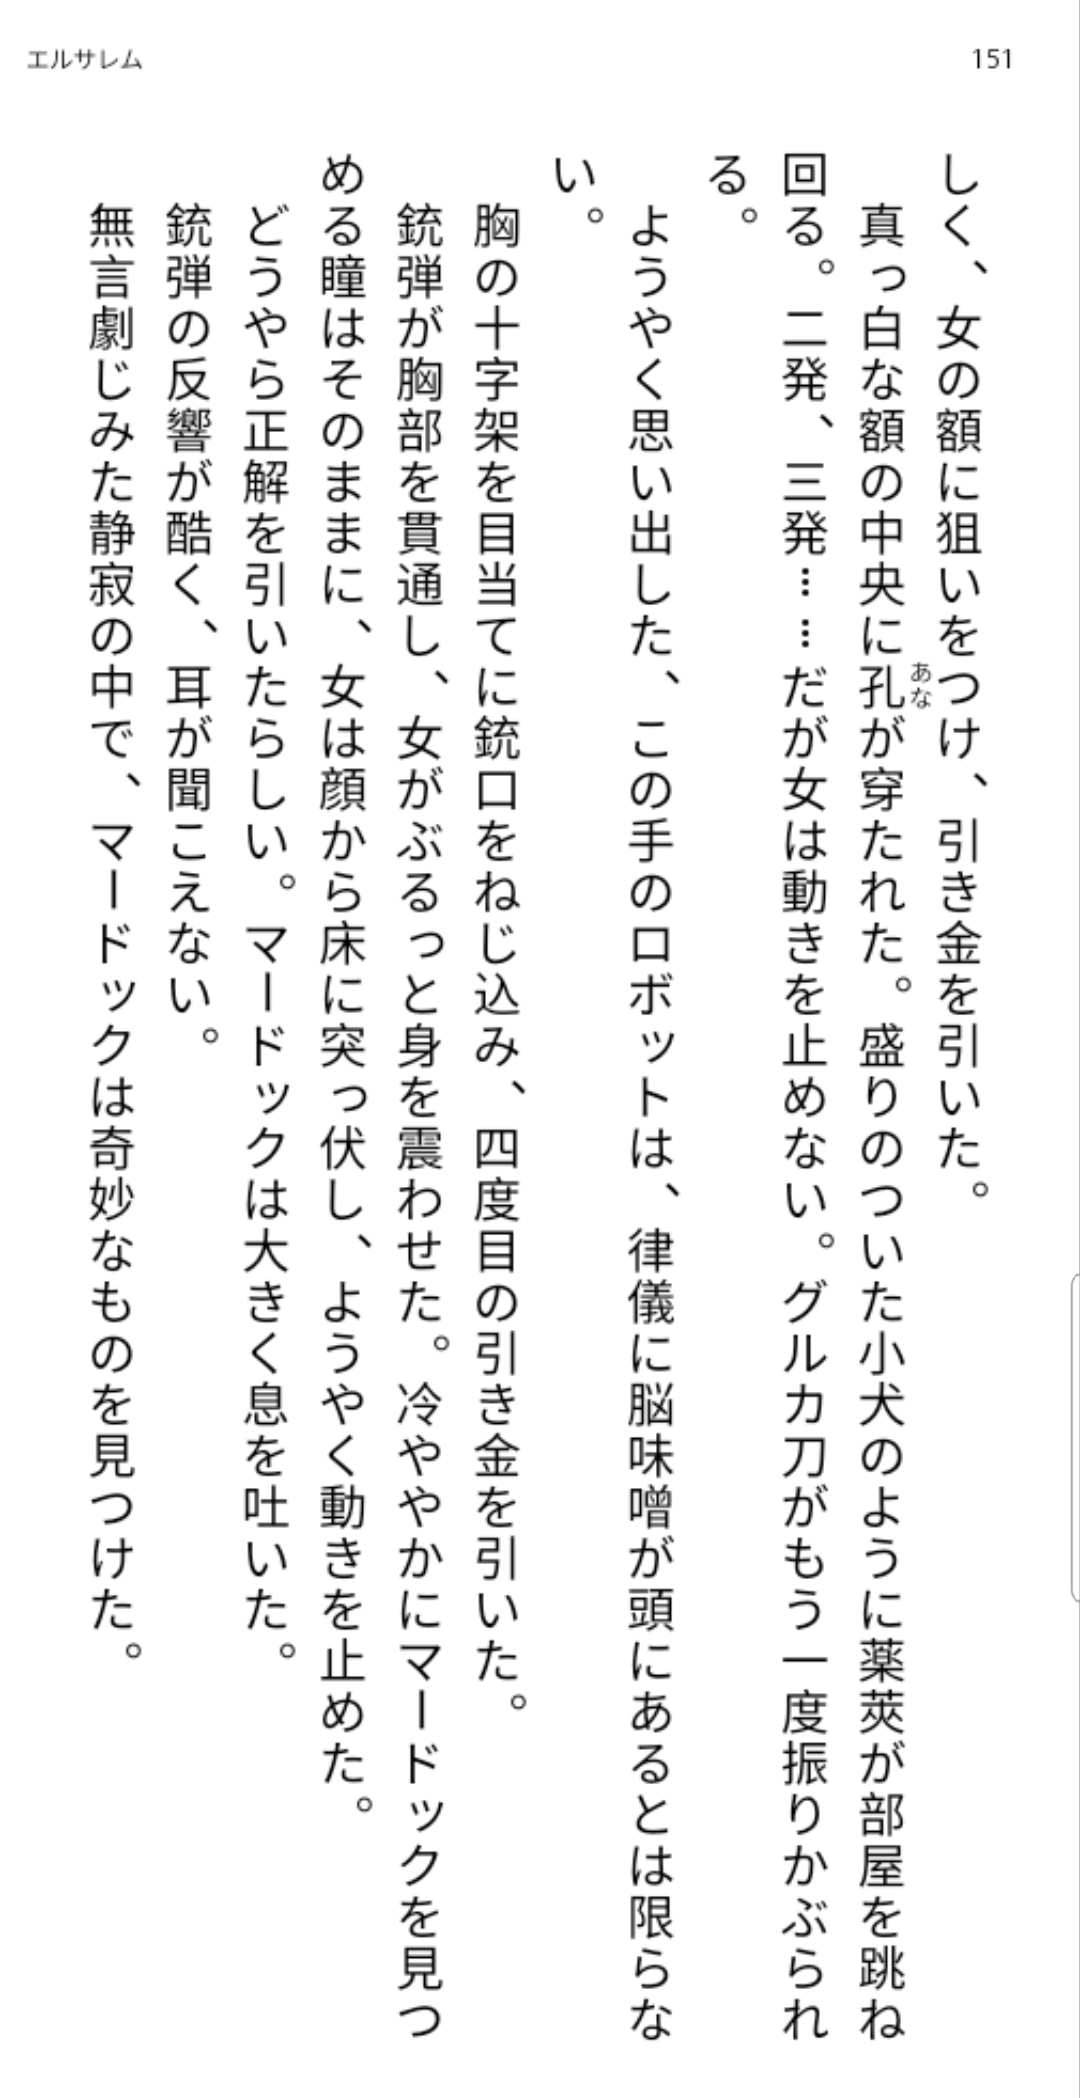 エルサレム
151
しく、女の額に狙いをつけ、引き金を引いた。
真っ白な額の中央に孔が穿たれた。盛りのついた小犬のように薬莢が部屋を跳ね
あな
回る。二発、三発……だが女は動きを止めない。グルカ刀がもう一度振りかぶられ
る。
ようやく思い出した、この手のロボットは、律儀に脳味噌が頭にあるとは限らな
い。
胸の十字架を目当てに銃口をねじ込み、四度目の引き金を引いた。
銃弾が胸部を貫通し、女がぶるっと身を震わせた。冷ややかにマードックを見つ
める瞳はそのままに、女は顔から床に突っ伏し、ようやく動きを止めた。
どうやら正解を引いたらしい。マードックは大きく息を吐いた。
銃弾の反響が酷く、耳が聞こえない。
無言劇じみた静寂の中で、マードックは奇妙なものを見つけた。